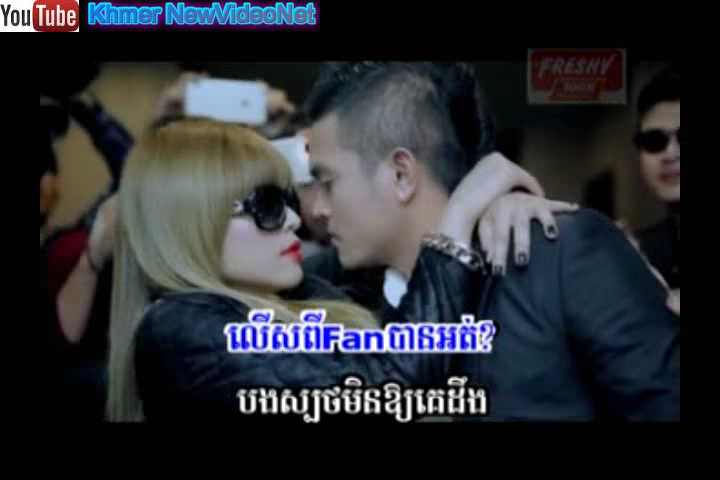 YouTube Khmer NewVideoNet
FRESHY
លើសពីFanបានអត់?
បងស្បថមិនឱ្យគេដឹង